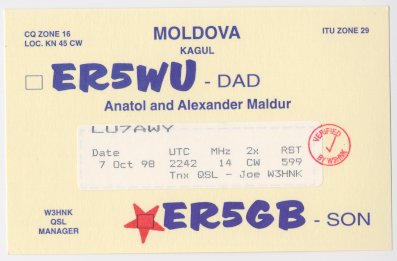 CQ ZONE 16
LOC. KN 45 CW
MOLDOVA
KAGUL
ITU ZONE 29
ER5WU - DAD
Anatol and Alexander Maldur
LU7AWY
Date UTC MHz 2x RST
7 Oct 98 2242 14 CW 599
Tnx QSL - Joe W3HNK
VERIFIED
BY W3HNK
W3HNK
QSL
MANAGER
ER5GB - SON